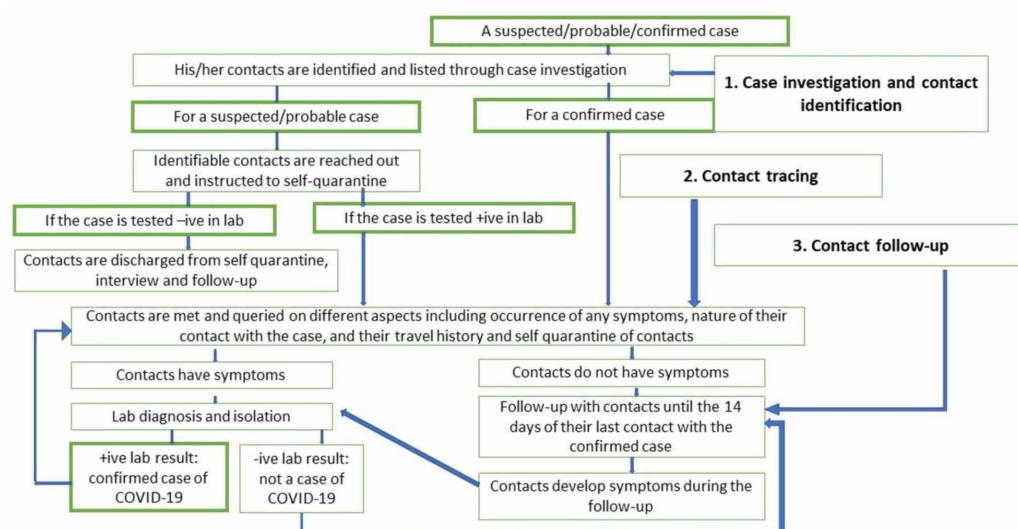 A suspected/probable/confirmed case
His/her contacts are identified and listed through case investigation
1. Case investigation and contact
identification
For a suspected/probable case
For a confirmed case
Identifiable contacts are reached out
and instructed to self-quarantine
2. Contact tracing
If the case is tested –ive in lab
If the case is tested +ive in lab
3. Contact follow-up
Contacts are discharged from self quarantine,
interview and follow-up
Contacts are met and queried on different aspects including occurrence of any symptoms, nature of their
contact with the case, and their travel history and self quarantine of contacts
Contacts have symptoms
Contacts do not have symptoms
Lab diagnosis and isolation
Follow-up with contacts until the 14
days of their last contact with the
confirmed case
+ive lab result:
confirmed case of
COVID-19
-ive lab result:
not a case of
COVID-19
Contacts develop symptoms during the
follow-up